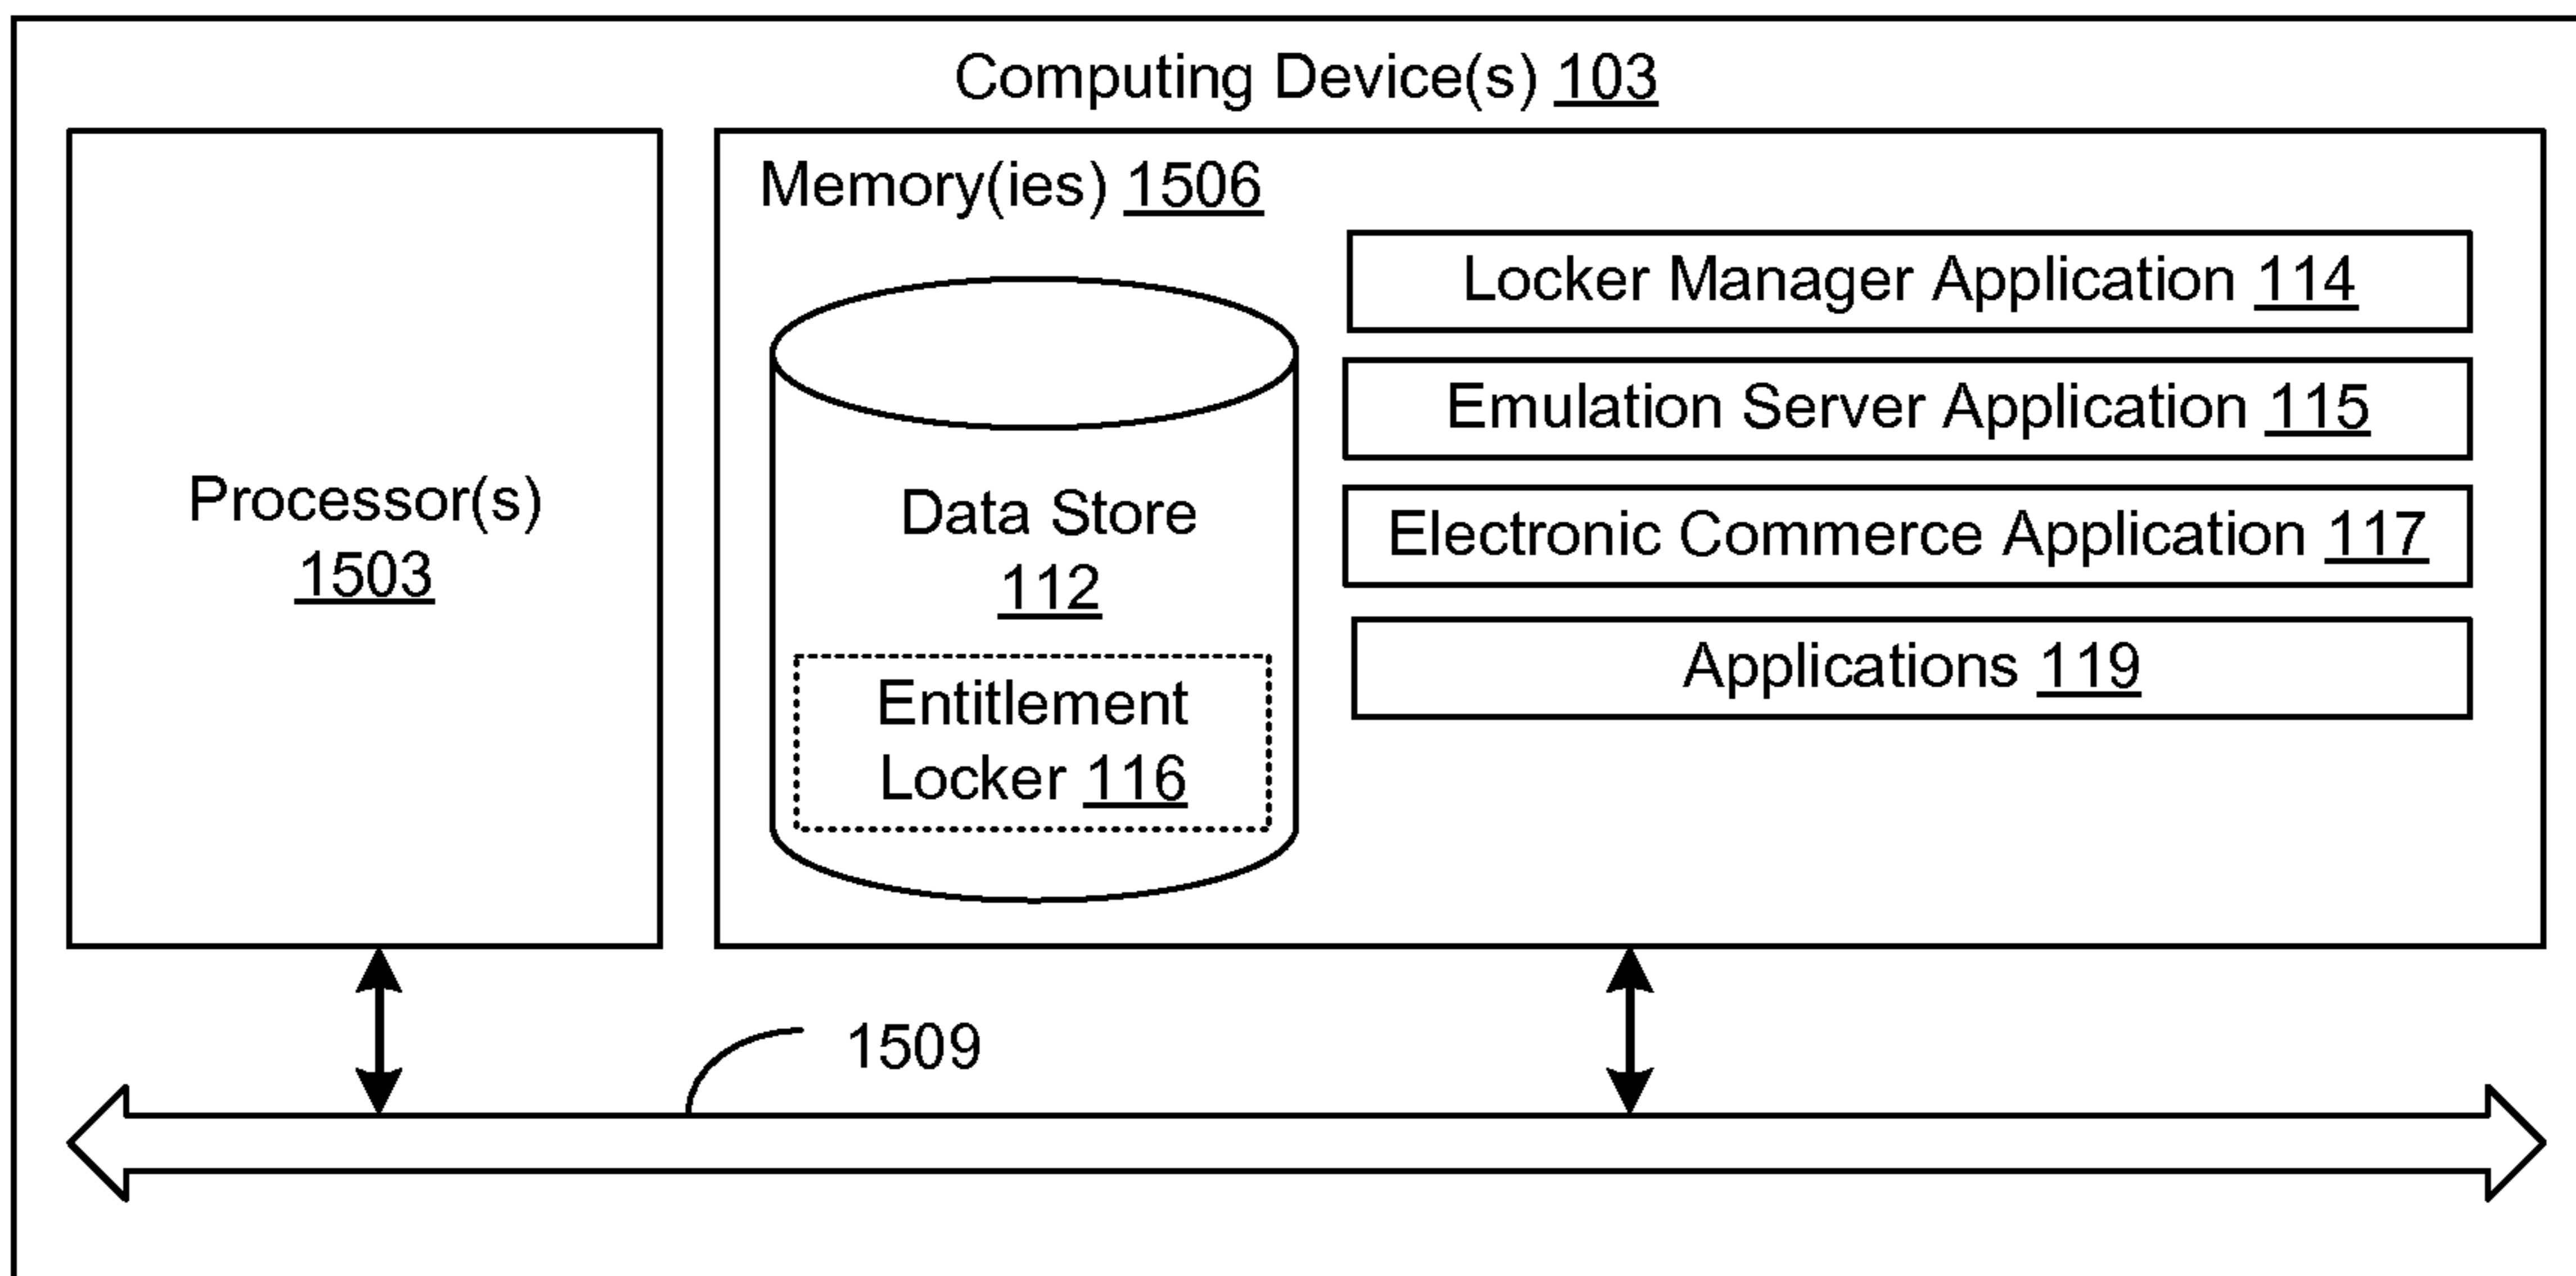 Computing Device(s) 103
Processor(s)
1503
Memory(ies) 1506
Data Store
112
Entitlement
Locker 116
Locker Manager Application 114
Emulation Server Application 115
Electronic Commerce Application 117
Applications 119
1509